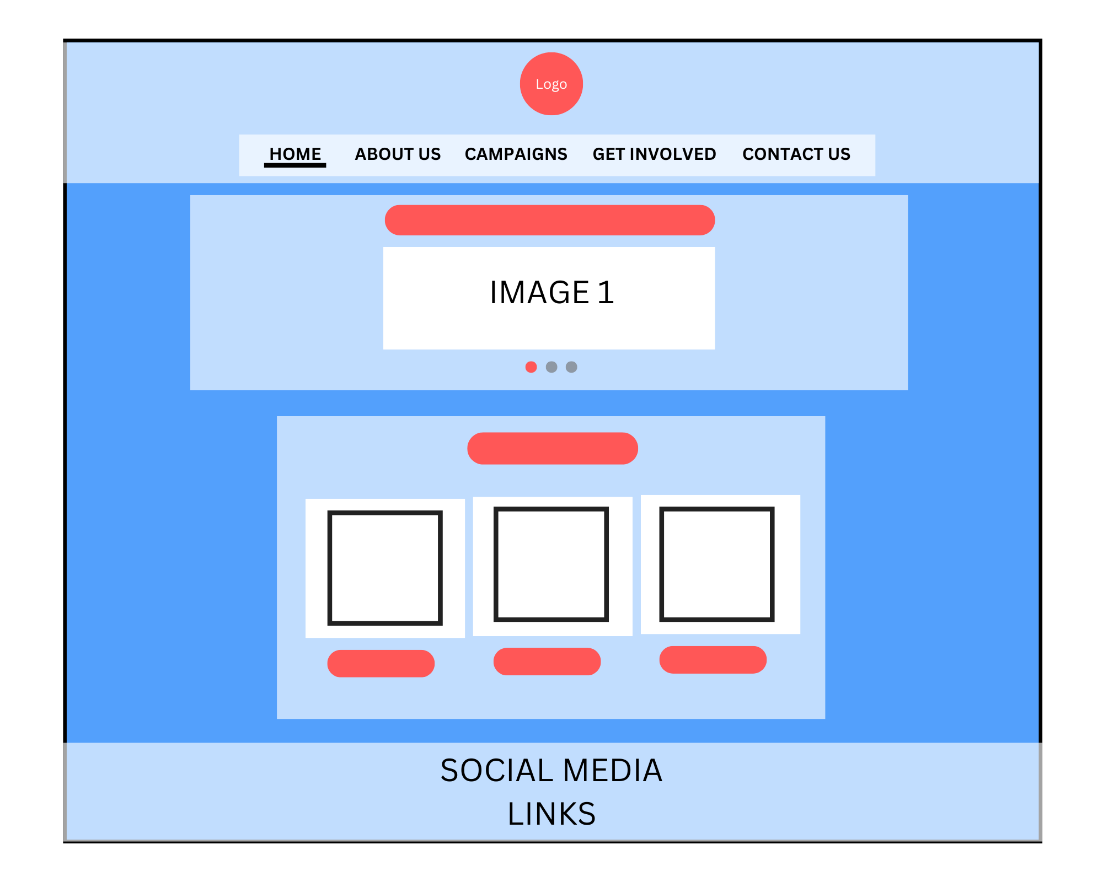 Logo
HOME ABOUT US CAMPAIGNS GET INVOLVED CONTACT US
IMAGE 1
SOCIAL MEDIA
LINKS